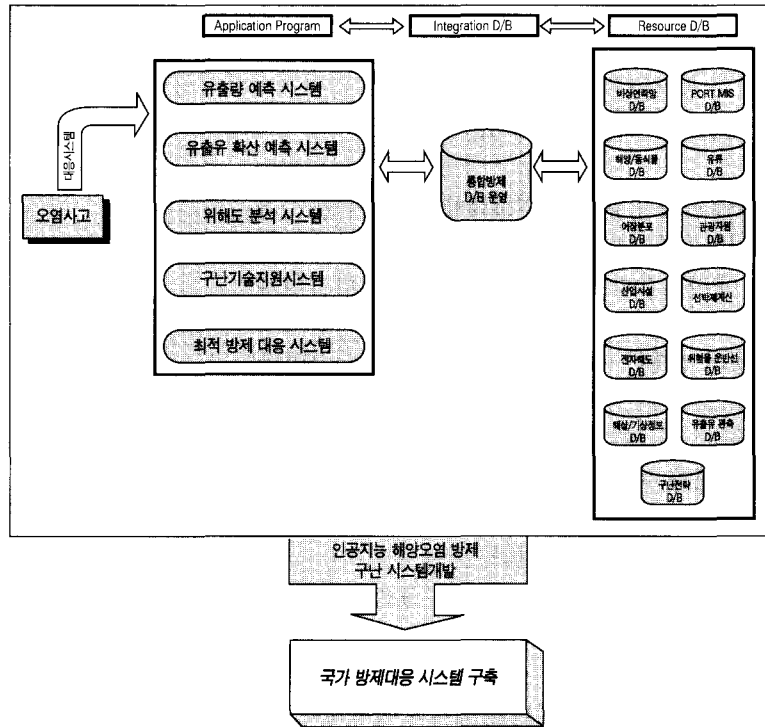 Application Program
Integration D/B
Resource D/B
대응시스템
오염사고
유출량 예측 시스템
유출유 확산 예측 시스템
위해도 분석 시스템
구난기술지원시스템
최적 방제 대응 시스템
통합방제
D/B 운영
비상연락망
D/B
PORT MIS
D/B
해양/동식물
D/B
유류
D/B
어장분포
D/B
관광자원
D/B
산업시설
D/B
전자해도
D/B
위험물 운반선
D/B
해상/기상정보
D/B
유출유 관측
D/B
구난전략
D/B
인공지능 해양오염 방제
구난 시스템개발
국가 방제대응 시스템 구축